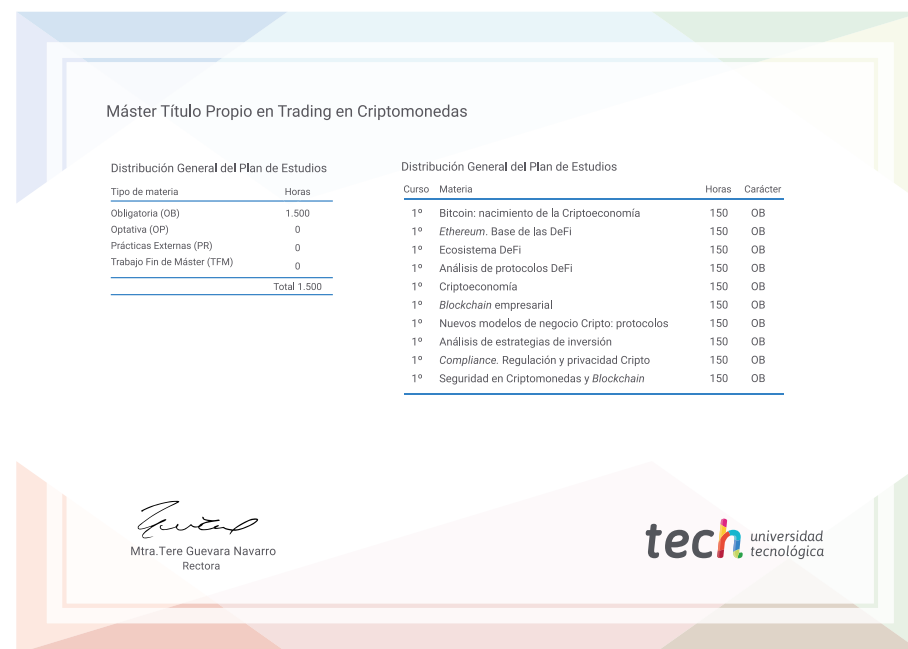 Máster Título Propio en Trading en Criptomonedas
Distribución General del Plan de Estudios
Tipo de materia Horas
Obligatoria (OB) 1.500
Optativa (OP) 0
Prácticas Externas (PR) 0
Trabajo Fin de Máster (TFM) 0
Total 1.500
Distribución General del Plan de Estudios
Curso Materia Horas Carácter
1º Bitcoin: nacimiento de la Criptoeconomía 150 OB
1º Ethereum. Base de las DeFi 150 OB
1º Ecosistema DeFi 150 OB
1º Análisis de protocolos DeFi 150 OB
1º Criptoeconomía 150 OB
1º Blockchain empresarial 150 OB
1º Nuevos modelos de negocio Cripto: protocolos 150 OB
1º Análisis de estrategias de inversión 150 OB
1º Compliance. Regulación y privacidad Cripto 150 OB
1º Seguridad en Criptomonedas y Blockchain 150 OB
Mtra.Tere Guevara Navarro
Rectora
tech universidad
tecnológica